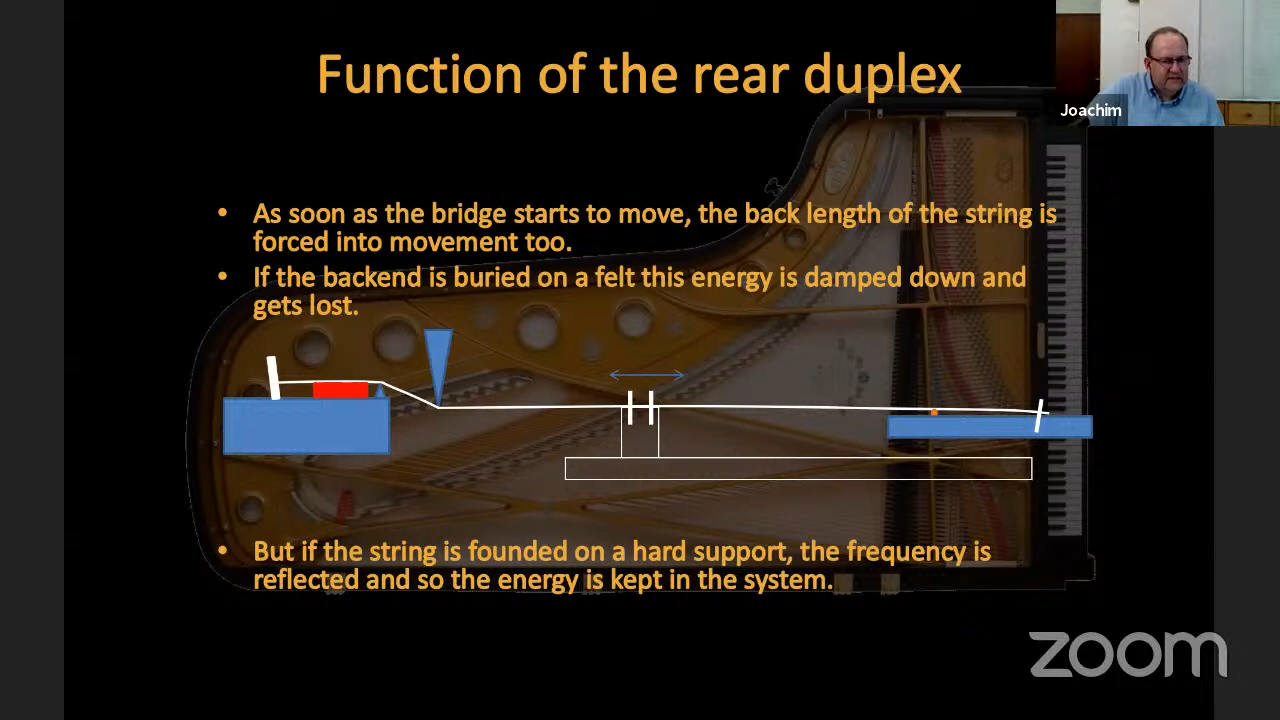 Function of the rear duplex
Joachim
• As soon as the bridge starts to move, the back length of the string is
forced into movement too.
• If the backend is buried on a felt this energy is damped down and
gets lost.
• But if the string is founded on a hard support, the frequency is
reflected and so the energy is kept in the system.
zoom